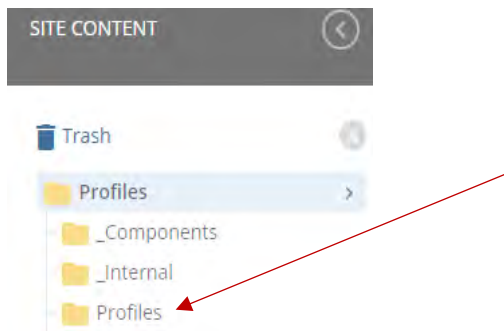 SITE CONTENT
Trash
Profiles
_Components
_Internal
Profiles